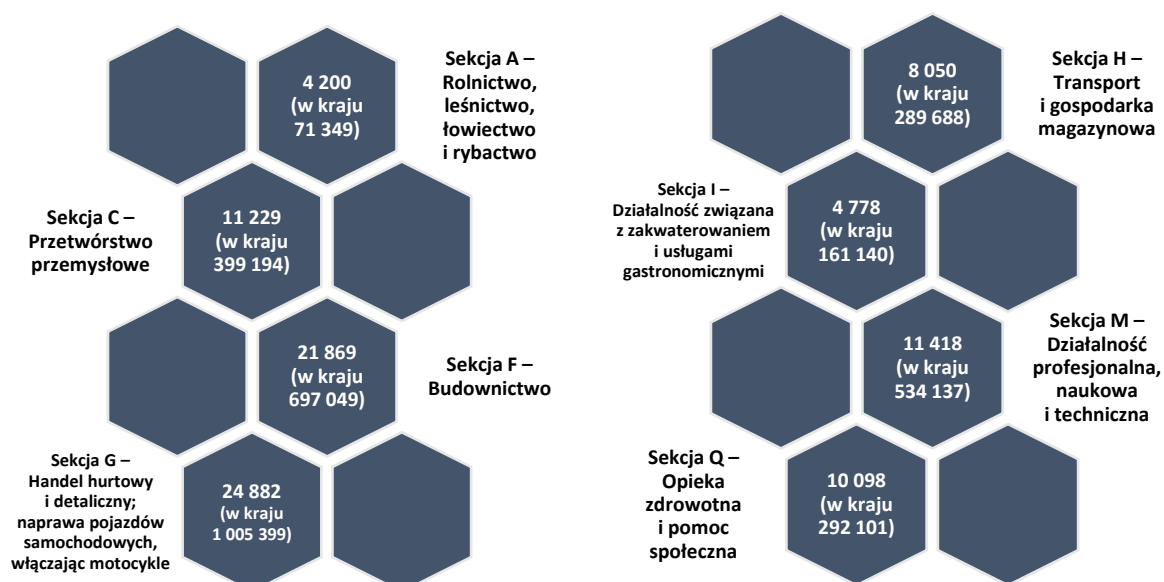 4 200
(w kraju
71 349)
Sekcja A –
Rolnictwo,
leśnictwo,
łowiectwo
i rybactwo
Sekcja C –
Przetwórstwo
przemysłowe
11 229
(w kraju
399 194)
21 869
(w kraju
697 049)
Sekcja F –
Budownictwo
Sekcja G –
Handel hurtowy
i detaliczny;
naprawa pojazdów
samochodowych,
włączając motocykle
24 882
(w kraju
1 005 399)
8 050
(w kraju
289 688)
Sekcja H –
Transport
i gospodarka
magazynowa
Sekcja I –
Działalność związana
z zakwaterowaniem
i usługami
gastronomicznymi
4 778
(w kraju
161 140)
11 418
(w kraju
534 137)
Sekcja M –
Działalność
profesjonalna,
naukowa
i techniczna
Sekcja Q –
Opieka
zdrowotna
i pomoc
społeczna
10 098
(w kraju
292 101)